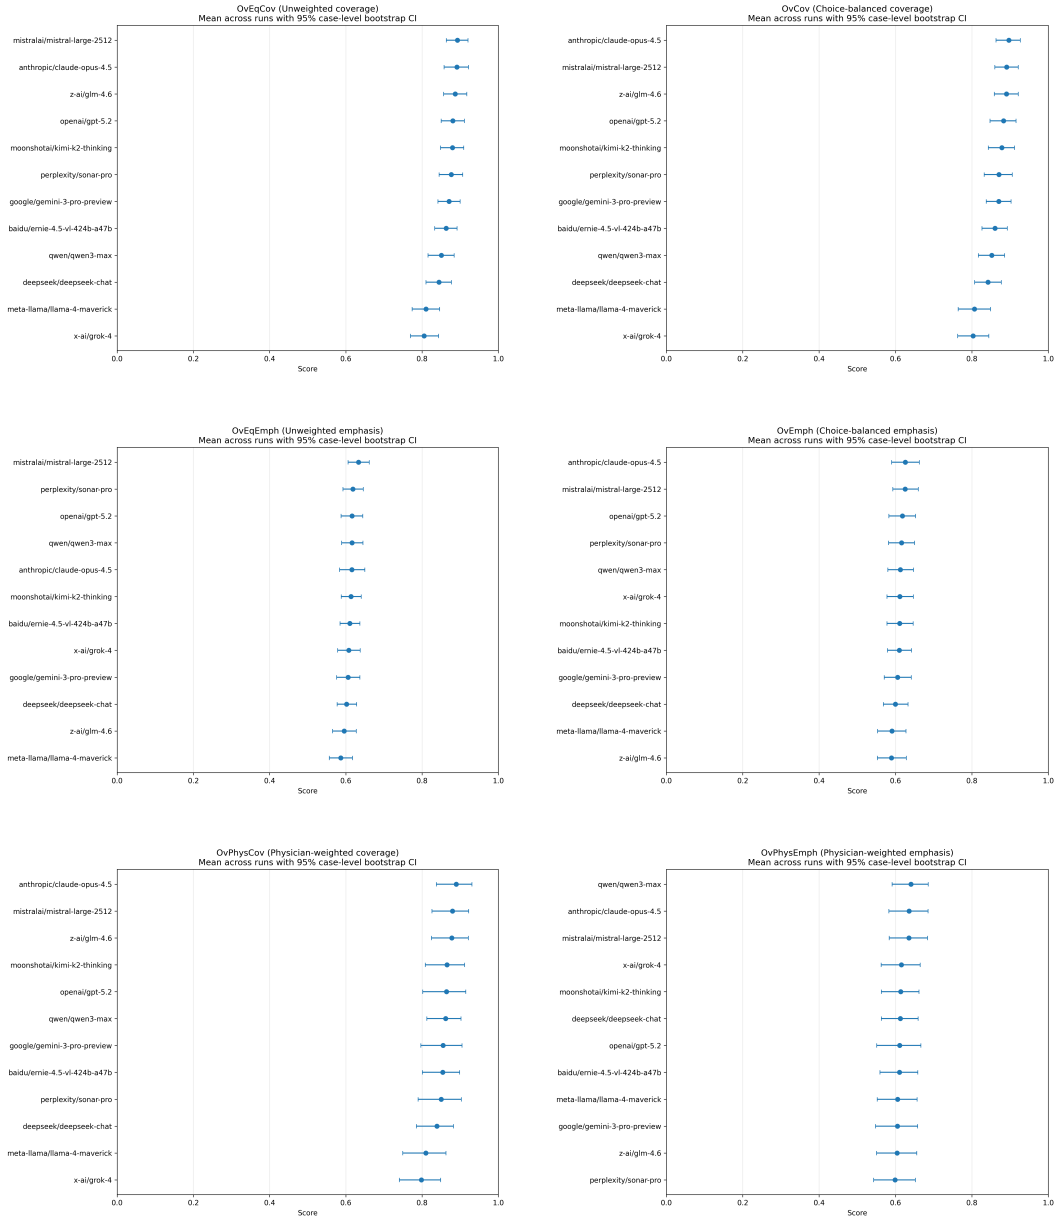 OvEqCov (Unweighted coverage)
Mean across runs with 95% case-level bootstrap CI
mistralai/mistral-large-2512
anthropic/claude-opus-4.5
z-ai/glm-4.6
openai/gpt-5.2
moonshotai/kimi-k2-thinking
perplexity/sonar-pro
google/gemini-3-pro-preview
baidu/ernie-4.5-vl-424b-a47b
qwen/qwen3-max
deepseek/deepseek-chat
meta-llama/llama-4-maverick
x-ai/grok-4
0.0 0.2 0.4 0.6 0.8 1.0
Score
OvCov (Choice-balanced coverage)
Mean across runs with 95% case-level bootstrap CI
anthropic/claude-opus-4.5
mistralai/mistral-large-2512
z-ai/glm-4.6
openai/gpt-5.2
moonshotai/kimi-k2-thinking
perplexity/sonar-pro
google/gemini-3-pro-preview
baidu/ernie-4.5-vl-424b-a47b
qwen/qwen3-max
deepseek/deepseek-chat
meta-llama/llama-4-maverick
x-ai/grok-4
0.0 0.2 0.4 0.6 0.8 1.0
Score
OvEqEmph (Unweighted emphasis)
Mean across runs with 95% case-level bootstrap CI
mistralai/mistral-large-2512
perplexity/sonar-pro
openai/gpt-5.2
qwen/qwen3-max
anthropic/claude-opus-4.5
moonshotai/kimi-k2-thinking
baidu/ernie-4.5-vl-424b-a47b
x-ai/grok-4
google/gemini-3-pro-preview
deepseek/deepseek-chat
z-ai/glm-4.6
meta-llama/llama-4-maverick
0.0 0.2 0.4 0.6 0.8 1.0
Score
OvEmph (Choice-balanced emphasis)
Mean across runs with 95% case-level bootstrap CI
anthropic/claude-opus-4.5
mistralai/mistral-large-2512
openai/gpt-5.2
perplexity/sonar-pro
qwen/qwen3-max
x-ai/grok-4
moonshotai/kimi-k2-thinking
baidu/ernie-4.5-vl-424b-a47b
google/gemini-3-pro-preview
deepseek/deepseek-chat
meta-llama/llama-4-maverick
z-ai/glm-4.6
0.0 0.2 0.4 0.6 0.8 1.0
Score
OvPhysCov (Physician-weighted coverage)
Mean across runs with 95% case-level bootstrap CI
anthropic/claude-opus-4.5
mistralai/mistral-large-2512
z-ai/glm-4.6
moonshotai/kimi-k2-thinking
openai/gpt-5.2
qwen/qwen3-max
google/gemini-3-pro-preview
baidu/ernie-4.5-vl-424b-a47b
perplexity/sonar-pro
deepseek/deepseek-chat
meta-llama/llama-4-maverick
x-ai/grok-4
0.0 0.2 0.4 0.6 0.8 1.0
Score
OvPhysEmph (Physician-weighted emphasis)
Mean across runs with 95% case-level bootstrap CI
qwen/qwen3-max
anthropic/claude-opus-4.5
mistralai/mistral-large-2512
x-ai/grok-4
moonshotai/kimi-k2-thinking
deepseek/deepseek-chat
openai/gpt-5.2
baidu/ernie-4.5-vl-424b-a47b
meta-llama/llama-4-maverick
google/gemini-3-pro-preview
z-ai/glm-4.6
perplexity/sonar-pro
0.0 0.2 0.4 0.6 0.8 1.0
Score